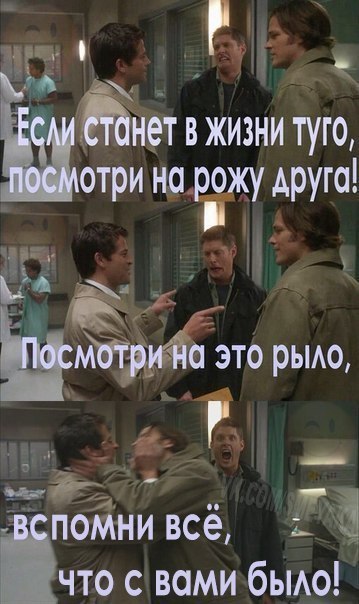 Если станет в жизни туго,
посмотри на рожу друга!
Посмотри на это рыло,
вспомни всё,
что с вами было!